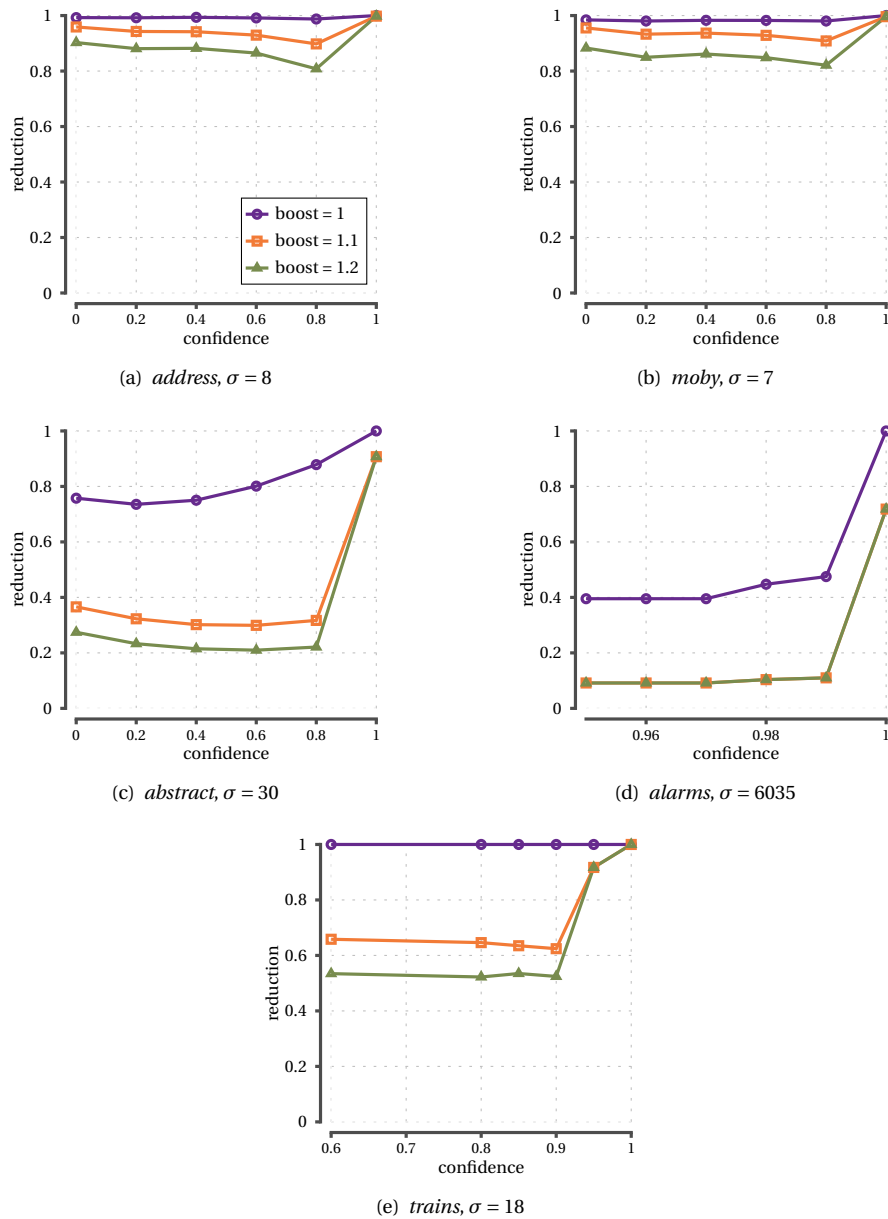 1
0.8
0.6
0.4
0.2
0
reduction
boost = 1
boost = 1.1
boost = 1.2
0 0.2 0.4 0.6 0.8 1
confidence
(a) address, σ = 8
1
0.8
0.6
0.4
0.2
0
reduction
0 0.2 0.4 0.6 0.8 1
confidence
(b) moby, σ = 7
1
0.8
0.6
0.4
0.2
0
reduction
0 0.2 0.4 0.6 0.8 1
confidence
(c) abstract, σ = 30
1
0.8
0.6
0.4
0.2
0
reduction
0.96 0.98 1
confidence
(d) alarms, σ = 6035
1
0.8
0.6
0.4
0.2
0
reduction
0.6 0.7 0.8 0.9 1
confidence
(e) trains, σ = 18